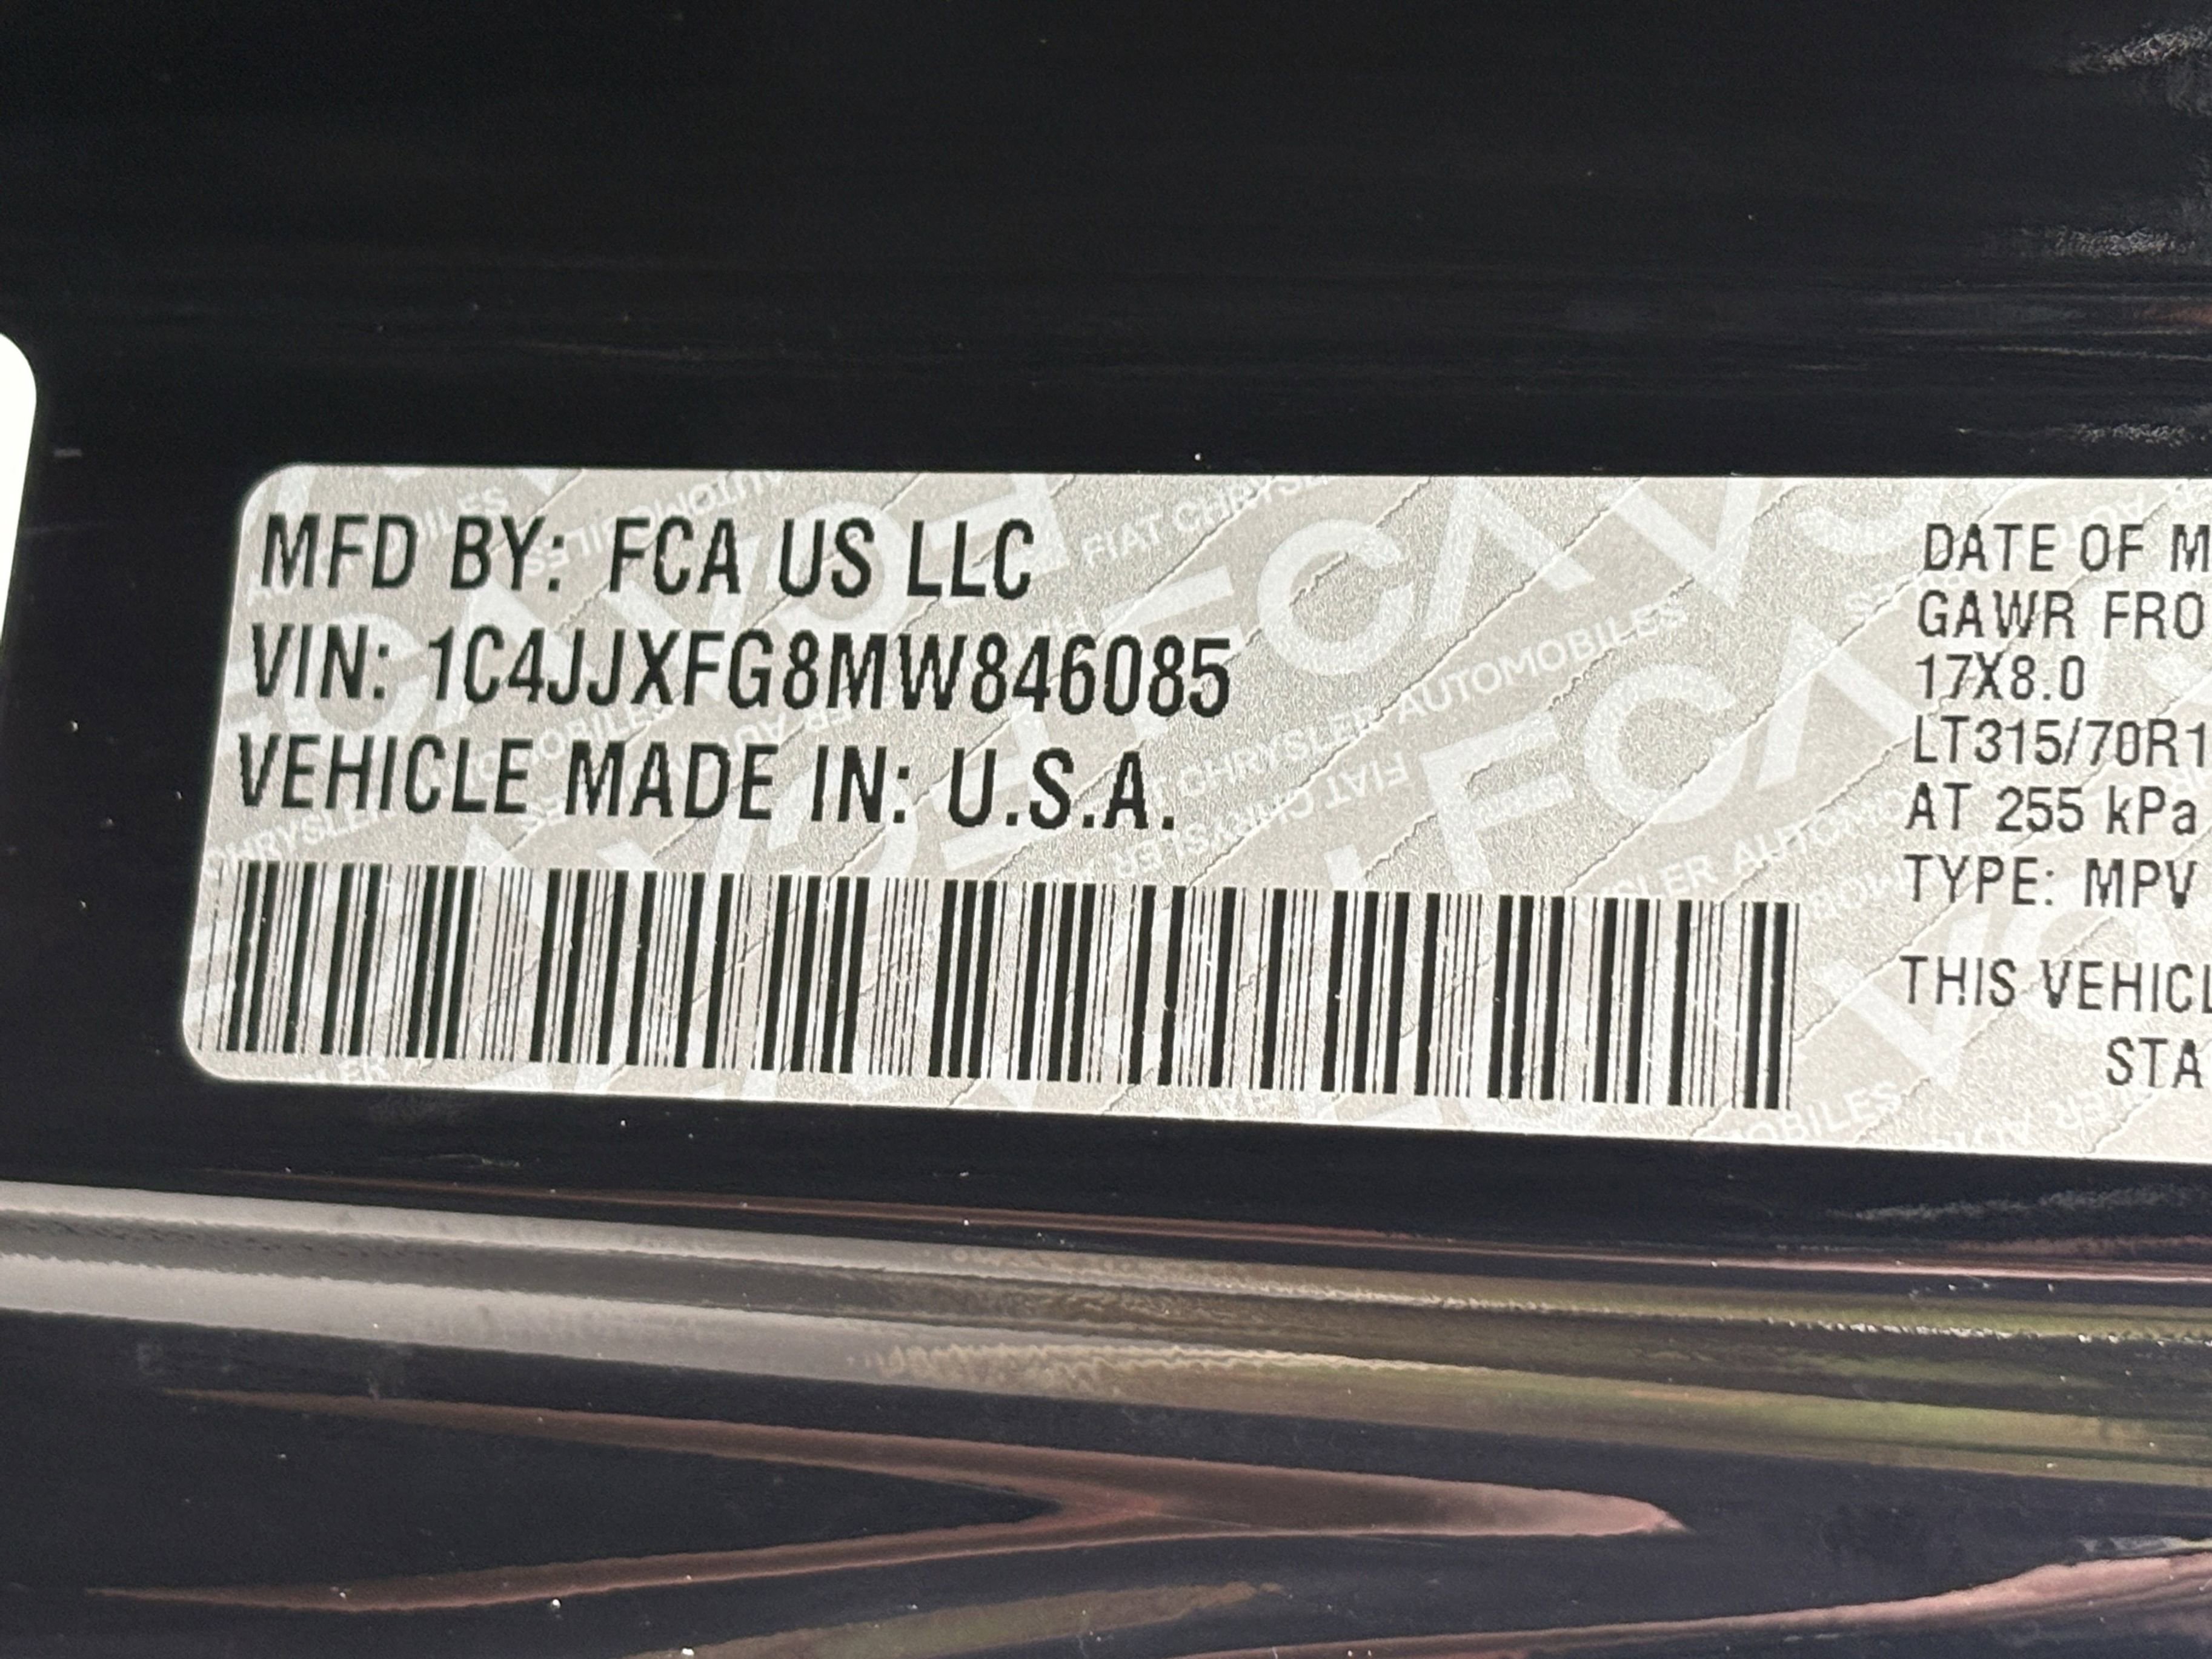 MFD BY: FCA US LLC
VIN: 1C4JJXFG8MW846085
VEHICLE MADE IN: U.S.A.
DATE OF M
GAWR FRO
17X8.0
LT315/70R1
AT 255 kPa
TYPE: MPV
THIS VEHICL
STA